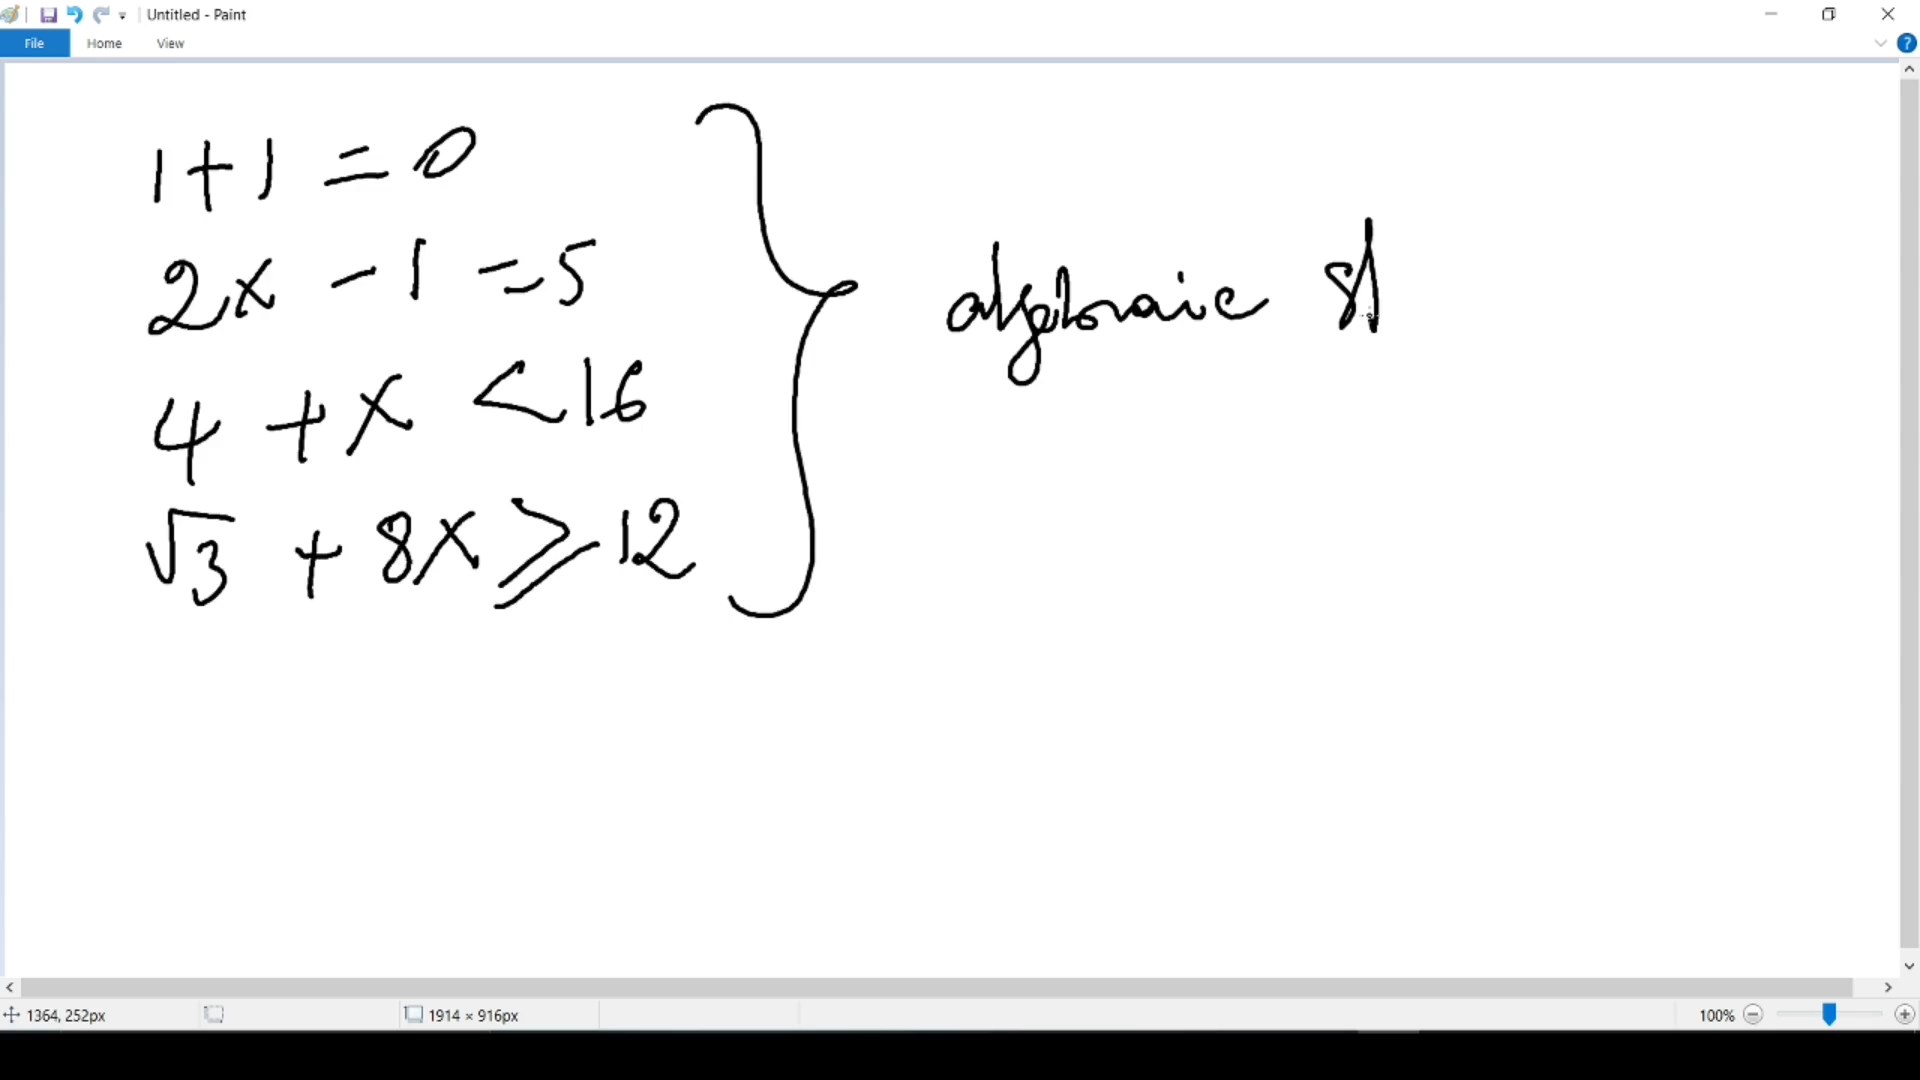 Untitled - Paint
File Home View
1+1 = 0
2x - 1 = 5
4 + x < 16
√3 + 8x ≥ 12
algebraic st
1364, 252px
1914 × 916px
100%